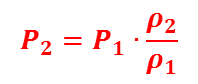 P₂ = P₁ · ρ₂/ρ₁